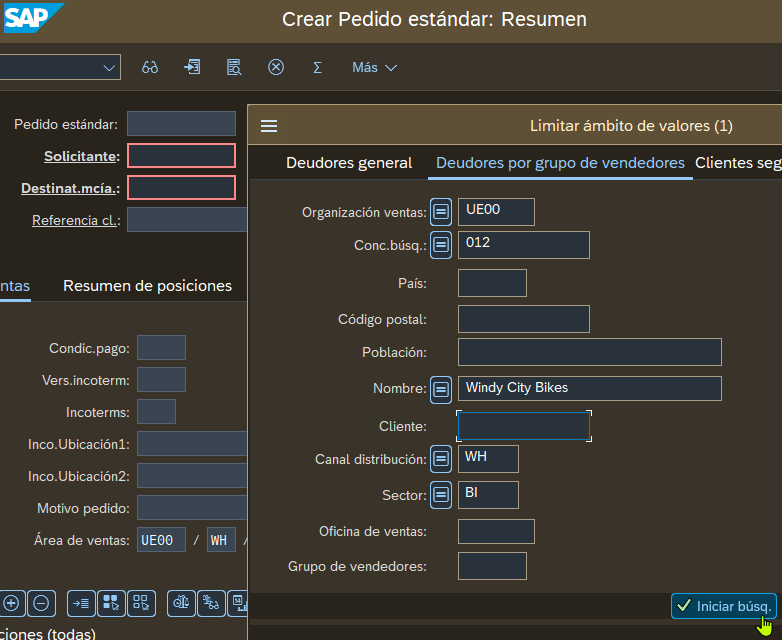 SAP
Crear Pedido estándar: Resumen
Más
Pedido estándar:
Solicitante:
Destinat.mcía.:
Referencia cl.:
ntas
Resumen de posiciones
Condic.pago:
Vers.incoterm:
Incoterms:
Inco.Ubicación1:
Inco.Ubicación2:
Motivo pedido:
Área de ventas: UE00 / WH /
ciones (todas)
Limitar ámbito de valores (1)
Deudores general Deudores por grupo de vendedores Clientes seg
Organización ventas: UE00
Conc.búsq.: 012
País:
Código postal:
Población:
Nombre: Windy City Bikes
Cliente:
Canal distribución: WH
Sector: BI
Oficina de ventas:
Grupo de vendedores:
Iniciar búsq.